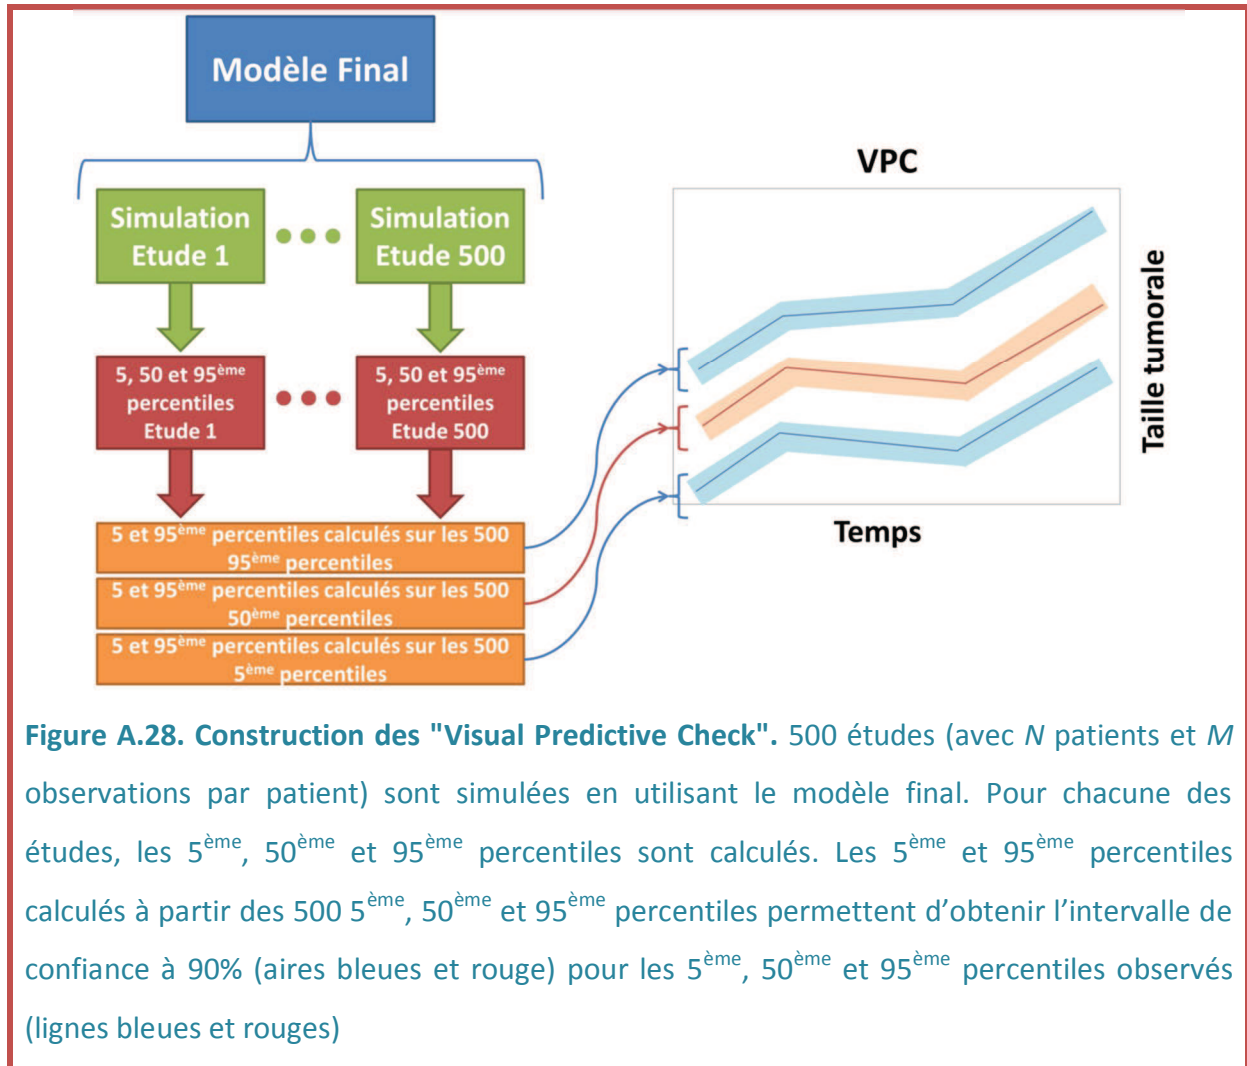 Modèle Final
Simulation
Etude 1
Simulation
Etude 500
5, 50 et 95ème
percentiles
Etude 1
5, 50 et 95ème
percentiles
Etude 500
5 et 95ème percentiles calculés sur les 500
95ème percentiles
5 et 95ème percentiles calculés sur les 500
50ème percentiles
5 et 95ème percentiles calculés sur les 500
5ème percentiles
VPC
Taille tumorale
Temps
Figure A.28. Construction des "Visual Predictive Check". 500 études (avec N patients et M
observations par patient) sont simulées en utilisant le modèle final. Pour chacune des
études, les 5ème, 50ème et 95ème percentiles sont calculés. Les 5ème et 95ème percentiles
calculés à partir des 500 5ème, 50ème et 95ème percentiles permettent d’obtenir l’intervalle de
confiance à 90% (aires bleues et rouge) pour les 5ème, 50ème et 95ème percentiles observés
(lignes bleues et rouges)